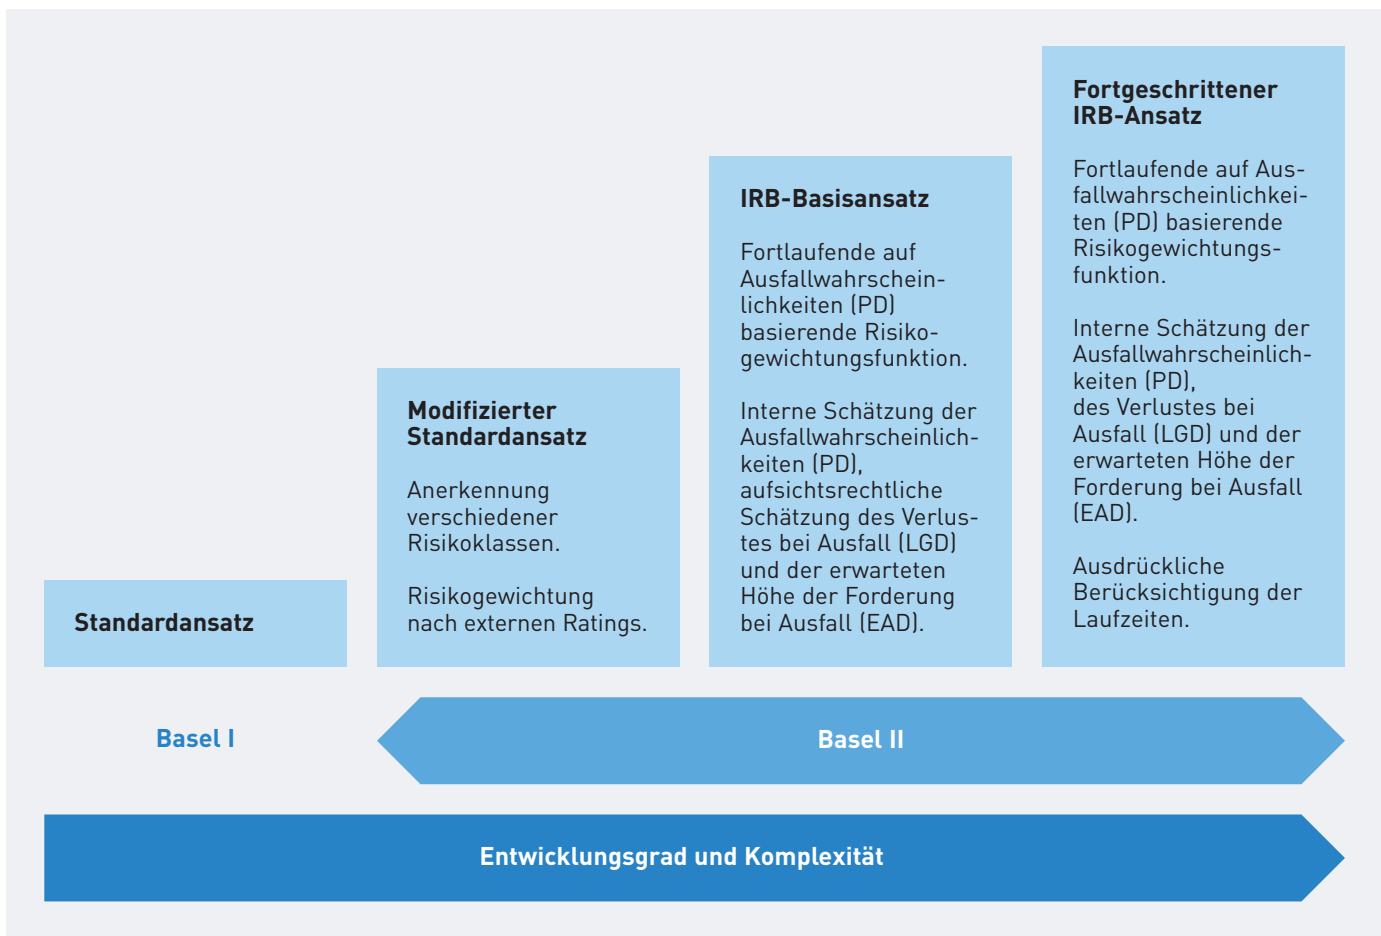 Standardansatz
Modifizierter
Standardansatz
Anerkennung
verschiedener
Risikoklassen.
Risikogewichtung
nach externen Ratings.
IRB-Basisansatz
Fortlaufende auf
Ausfallwahrschein-
lichkeiten (PD)
basierende Risiko-
gewichtungsfunktion.
Interne Schätzung der
Ausfallwahrscheinlich-
keiten (PD),
aufsichtsrechtliche
Schätzung des Verlus-
tes bei Ausfall (LGD)
und der erwarteten
Höhe der Forderung
bei Ausfall (EAD).
Fortgeschrittener
IRB-Ansatz
Fortlaufende auf Aus-
fallwahrscheinlichkei-
ten (PD) basierende
Risikogewichtungs-
funktion.
Interne Schätzung der
Ausfallwahrscheinlich-
keiten (PD),
des Verlustes bei
Ausfall (LGD) und der
erwarteten Höhe der
Forderung bei Ausfall
(EAD).
Ausdrückliche
Berücksichtigung der
Laufzeiten.
Basel I
Basel II
Entwicklungsgrad und Komplexität